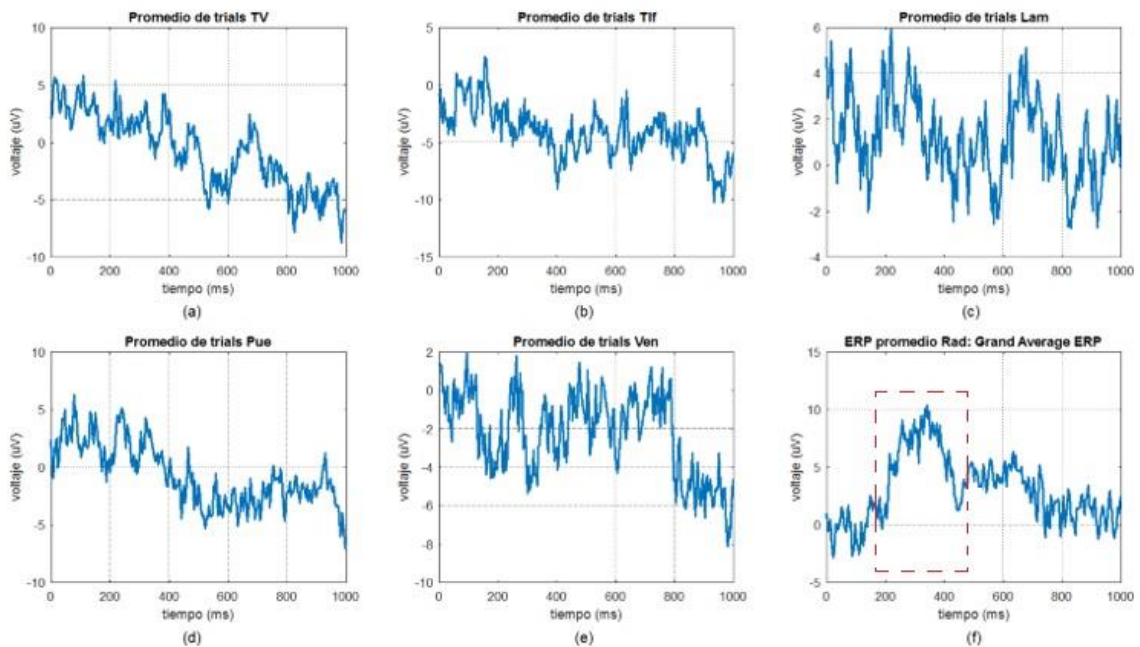 Promedio de trials TV
10
5
0
-5
-10
voltaje (uV)
0 200 400 600 800 1000
tiempo (ms)
(a)
Promedio de trials Tlf
5
0
-5
-10
-15
voltaje (uV)
0 200 400 600 800 1000
tiempo (ms)
(b)
Promedio de trials Lam
6
4
2
0
-2
-4
voltaje (uV)
0 200 400 600 800 1000
tiempo (ms)
(c)
Promedio de trials Pue
10
5
0
-5
-10
voltaje (uV)
0 200 400 600 800 1000
tiempo (ms)
(d)
Promedio de trials Ven
2
0
-2
-4
-6
-8
-10
voltaje (uV)
0 200 400 600 800 1000
tiempo (ms)
(e)
ERP promedio Rad: Grand Average ERP
15
10
5
0
-5
voltaje (uV)
0 200 400 600 800 1000
tiempo (ms)
(f)